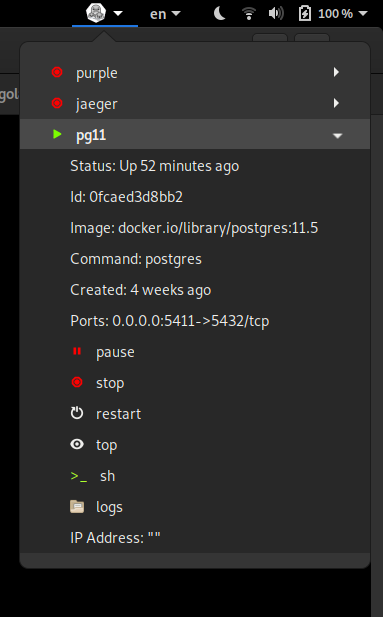 en
100 %
gol
purple
jaeger
pg11
Status: Up 52 minutes ago
Id: 0fcaed3d8bb2
Image: docker.io/library/postgres:11.5
Command: postgres
Created: 4 weeks ago
Ports: 0.0.0.0:5411->5432/tcp
pause
stop
restart
top
>_ sh
logs
IP Address: ""